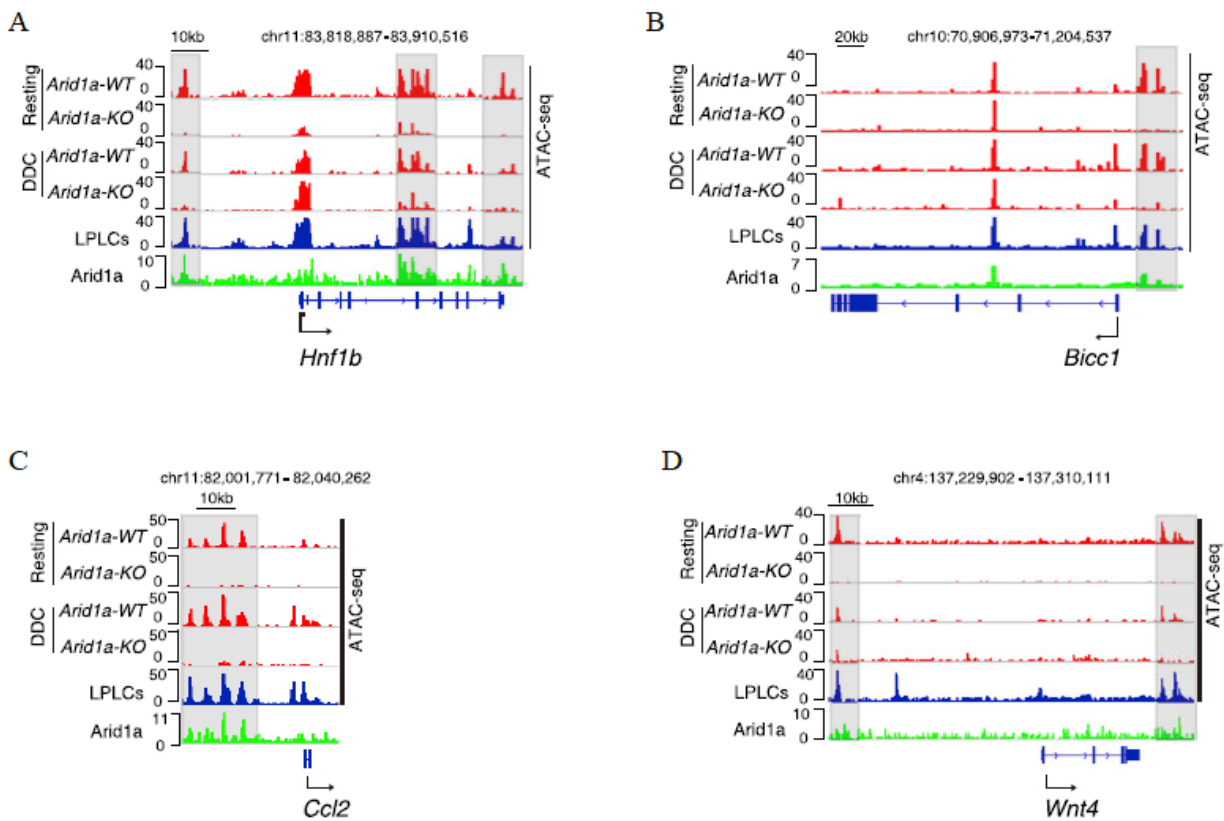 A
10kb
chr11:83,818,887-83,910,516
Resting
Arid1a-WT
40
0
Arid1a-KO
40
0
DDC
Arid1a-WT
40
0
Arid1a-KO
40
0
LPLCs
40
0
Arid1a
10
0
ATAC-seq
Hnf1b
B
20kb
chr10:70,906,973-71,204,537
Resting
Arid1a-WT
40
0
Arid1a-KO
40
0
DDC
Arid1a-WT
40
0
Arid1a-KO
40
0
LPLCs
40
0
Arid1a
7
0
ATAC-seq
Bicc1
C
chr11:82,001,771-82,040,262
10kb
Resting
Arid1a-WT
50
0
Arid1a-KO
50
0
DDC
Arid1a-WT
50
0
Arid1a-KO
50
0
LPLCs
50
0
Arid1a
11
0
ATAC-seq
Ccl2
D
chr4:137,229,902-137,310,111
10kb
Resting
Arid1a-WT
40
0
Arid1a-KO
40
0
DDC
Arid1a-WT
40
0
Arid1a-KO
40
0
LPLCs
40
0
Arid1a
10
0
ATAC-seq
Wnt4